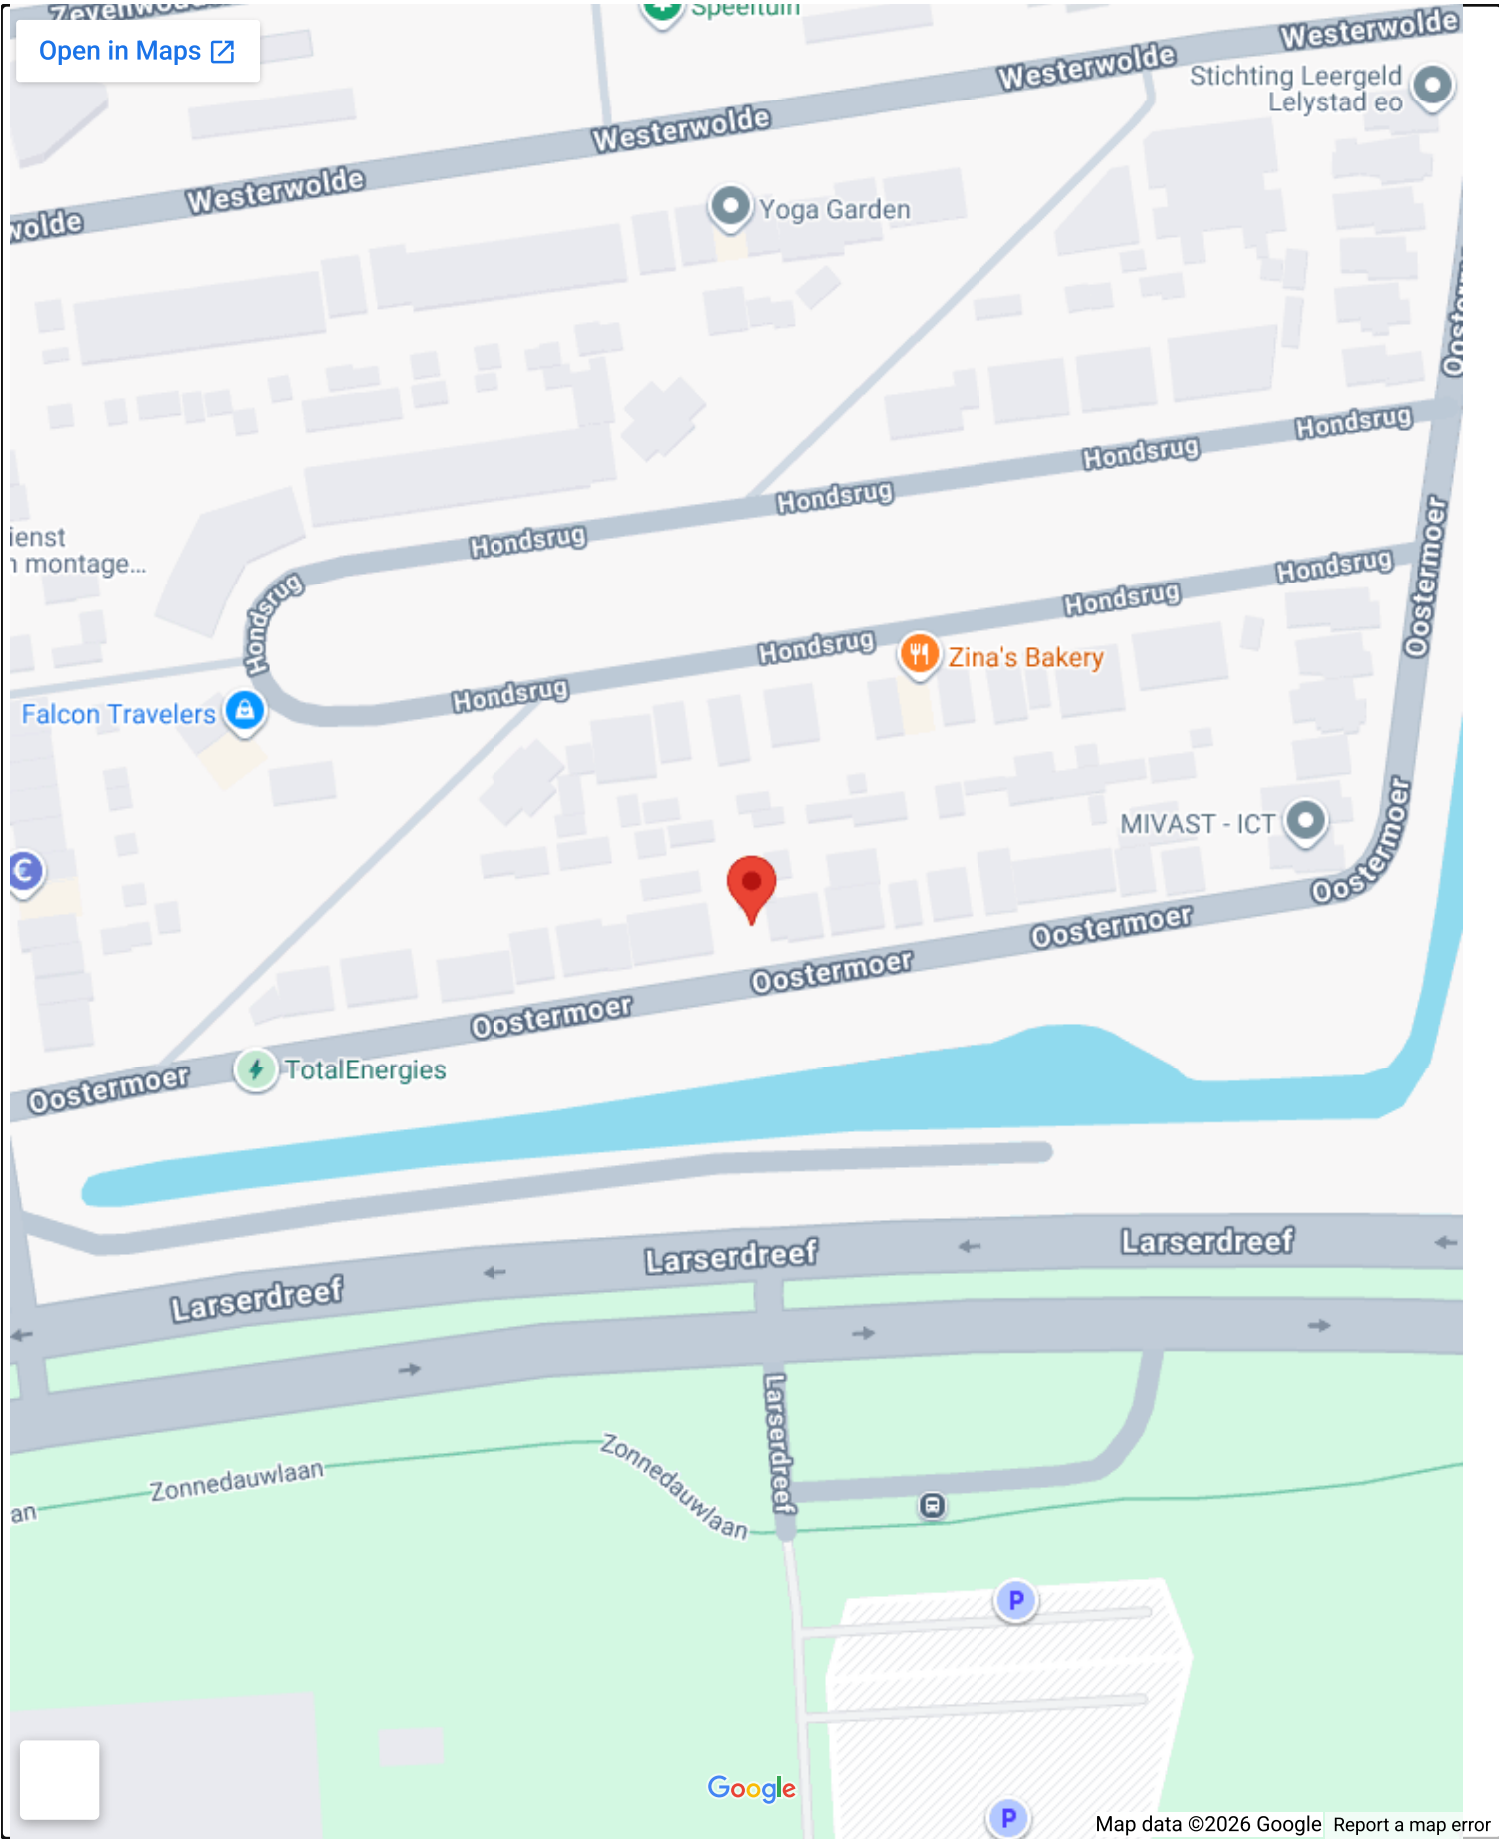 Speeltuin
Open in Maps
Westerwolde
Westerwolde
Stichting Leergeld
Lelystad eo
Westerwolde
Westerwolde
wolde
Yoga Garden
Hondsrug
Hondsrug
Hondsrug
Hondsrug
Oostermoer
ienst
n montage...
Hondsrug
Hondsrug
Hondsrug
Hondsrug
Hondsrug
Zina's Bakery
Falcon Travelers
MIVAST - ICT
Oostermoer
Oostermoer
Oostermoer
Oostermoer
TotalEnergies
Oostermoer
Larserdreef
Larserdreef
Larserdreef
Larserdreef
Zonnedauwlaan
Zonnedauwlaan
an
P
P
Google
Map data ©2026 Google
Report a map error